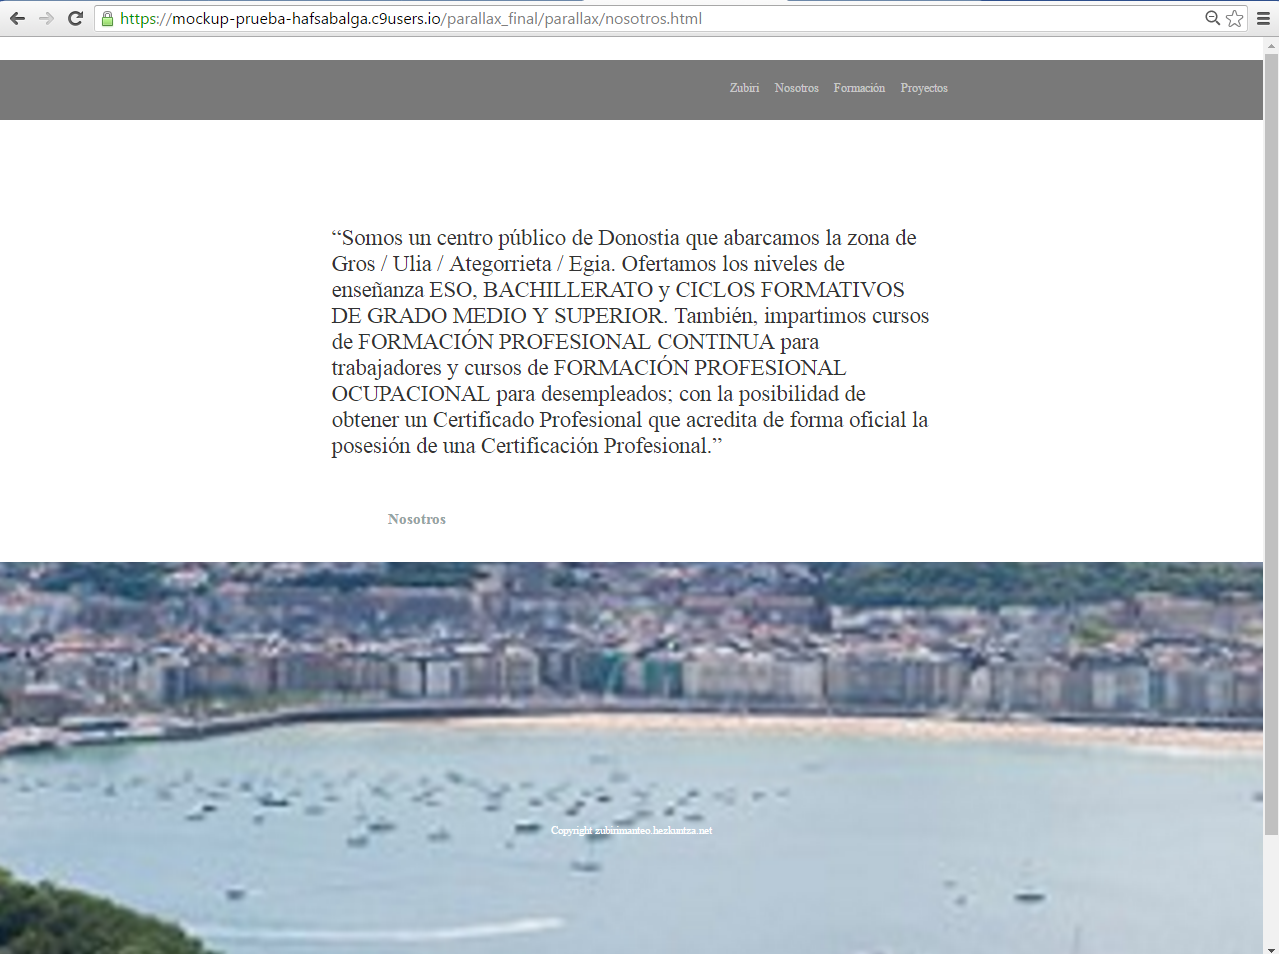 https://mockup-prueba-hafsabalga.c9users.io/parallax_final/parallax/nosotros.html
Zubiri Nosotros Formación Proyectos
“Somos un centro público de Donostia que abarcamos la zona de
Gros / Ulia / Ategorrieta / Egia. Ofertamos los niveles de
enseñanza ESO, BACHILLERATO y CICLOS FORMATIVOS
DE GRADO MEDIO Y SUPERIOR. También, impartimos cursos
de FORMACIÓN PROFESIONAL CONTINUA para
trabajadores y cursos de FORMACIÓN PROFESIONAL
OCUPACIONAL para desempleados; con la posibilidad de
obtener un Certificado Profesional que acredita de forma oficial la
posesión de una Certificación Profesional.”
Nosotros
Copyright zubirimanteo.hezkuntza.net